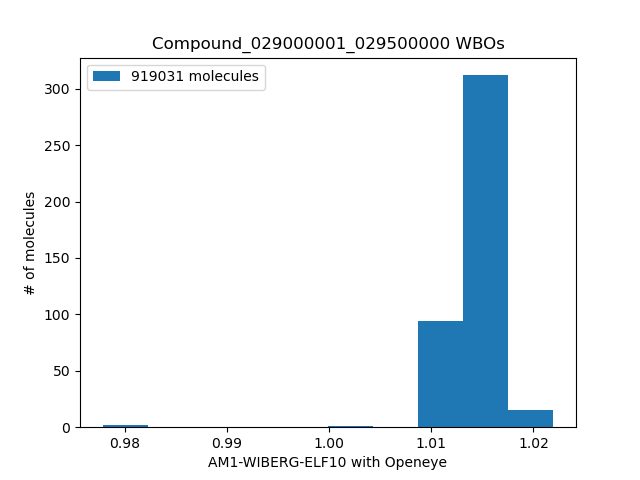 Compound_029000001_029500000 WBOs
919031 molecules
# of molecules
300
250
200
150
100
50
0
0.98 0.99 1.00 1.01 1.02
AM1-WIBERG-ELF10 with Openeye